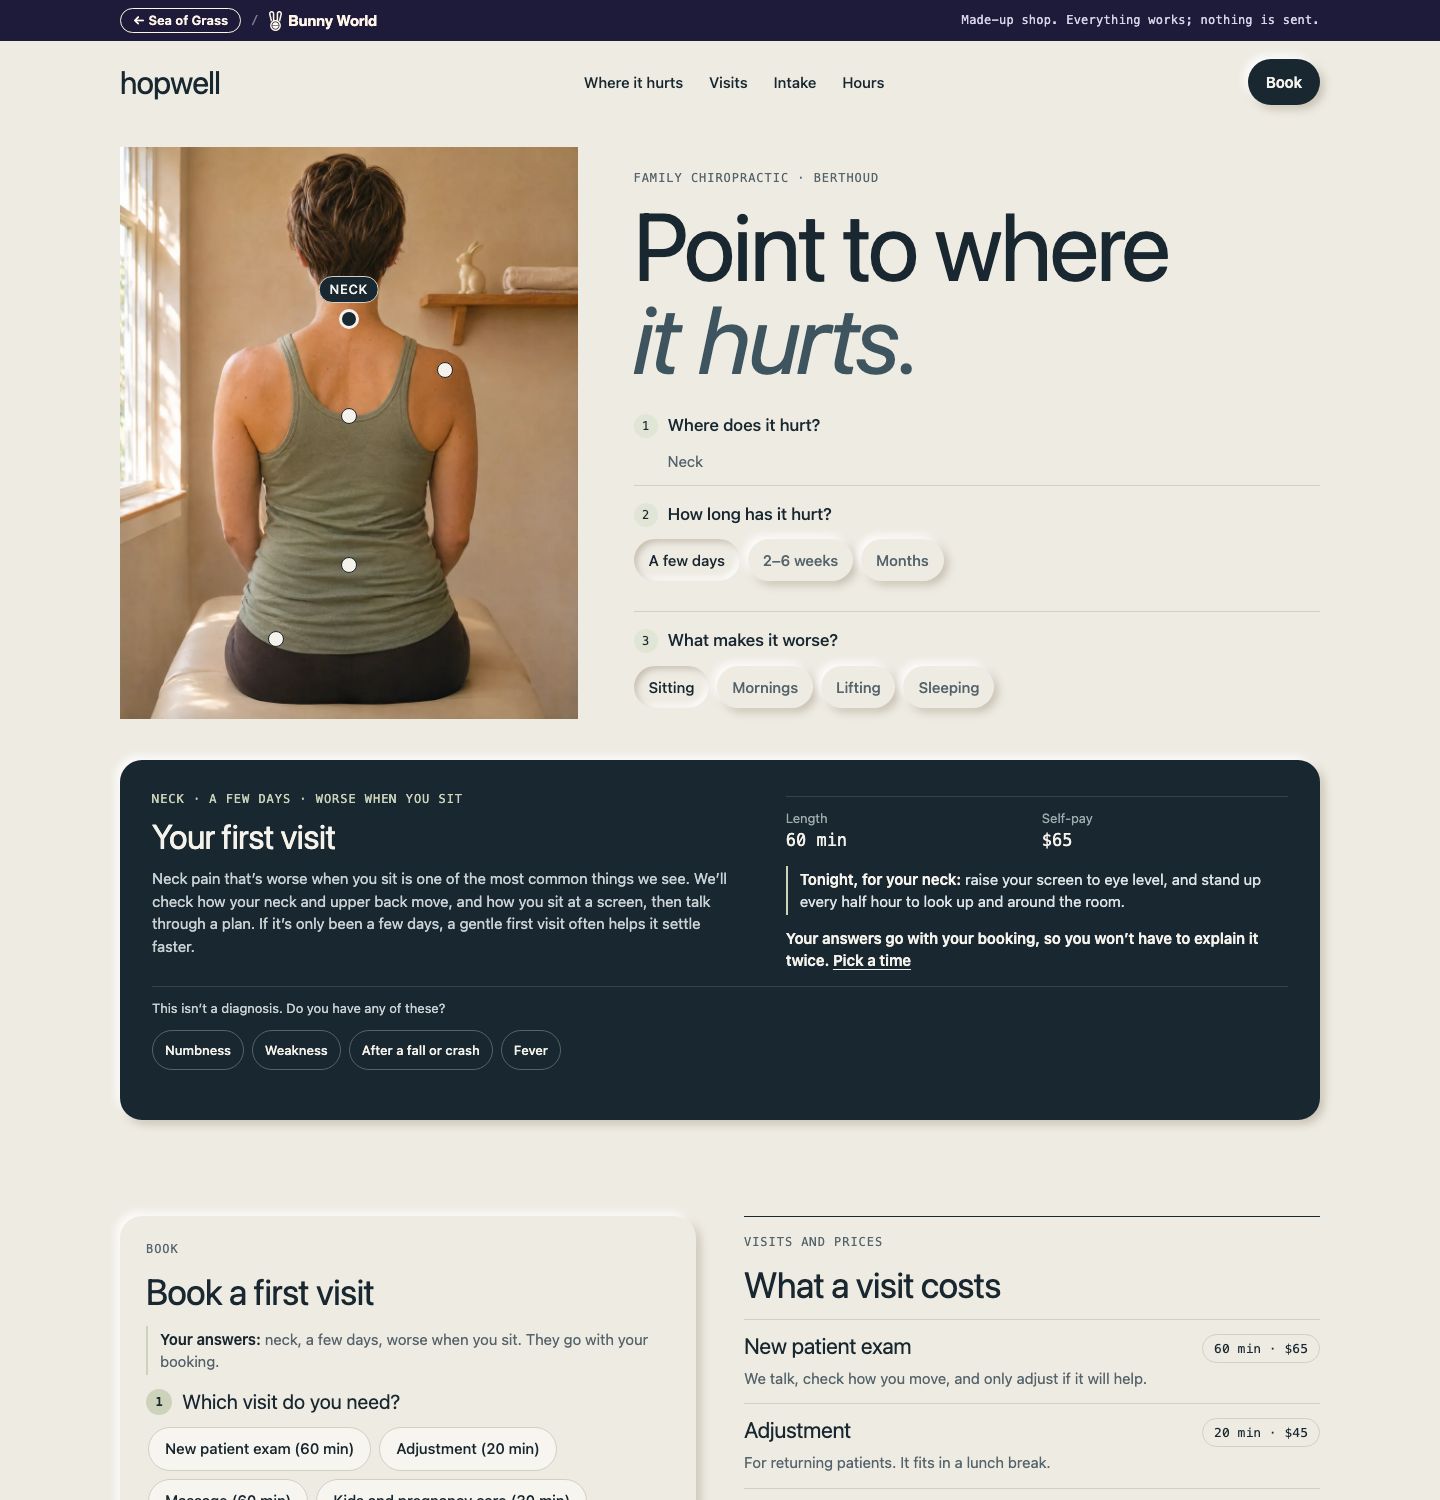 ← Sea of Grass / Bunny World
Made-up shop. Everything works; nothing is sent.
hopwell
Where it hurts
Visits
Intake
Hours
Book
NECK
FAMILY CHIROPRACTIC · BERTHOUD
Point to where
it hurts.
1 Where does it hurt?
Neck
2 How long has it hurt?
A few days
2–6 weeks
Months
3 What makes it worse?
Sitting
Mornings
Lifting
Sleeping
NECK · A FEW DAYS · WORSE WHEN YOU SIT
Your first visit
Neck pain that’s worse when you sit is one of the most common things we see. We’ll
check how your neck and upper back move, and how you sit at a screen, then talk
through a plan. If it’s only been a few days, a gentle first visit often helps it settle
faster.
Length
60 min
Self-pay
$65
Tonight, for your neck: raise your screen to eye level, and stand up
every half hour to look up and around the room.
Your answers go with your booking, so you won’t have to explain it
twice. Pick a time
This isn’t a diagnosis. Do you have any of these?
Numbness
Weakness
After a fall or crash
Fever
BOOK
Book a first visit
Your answers: neck, a few days, worse when you sit. They go with your
booking.
1 Which visit do you need?
New patient exam (60 min)
Adjustment (20 min)
Massage (60 min)
Kids and pregnancy care (30 min)
VISITS AND PRICES
What a visit costs
New patient exam
60 min · $65
We talk, check how you move, and only adjust if it will help.
Adjustment
20 min · $45
For returning patients. It fits in a lunch break.